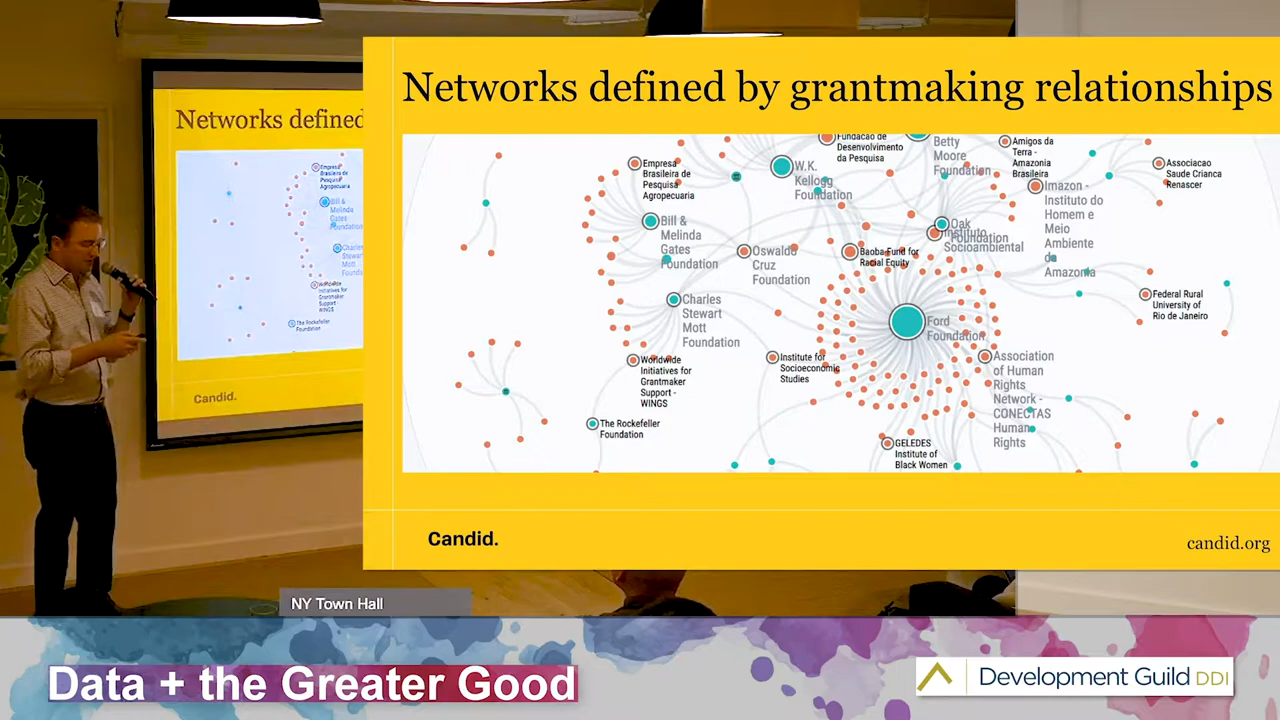 Networks defined by grantmaking relationships
Networks defined
Empresa
Brasileira de
Pesquisa
Agropecuaria
Bill &
Melinda
Gates
Foundation
Charles
Stewart
Mott
Worldwide
Initiatives for
Grantmaker
Support -
WINGS
The Rockefeller
Foundation
Candid.
Fundacao de
Desenvolvimento
da Pesquisa
Betty
Moore
Foundation
Amigos da
Terra -
Amazonia
Brasileira
Associacao
Saude Crianca
Renascer
Empresa
Brasileira de
Pesquisa
Agropecuaria
W.K.
Kellogg
Foundation
Imazon -
Instituto do
Homem e
Meio
Ambiente
da
Amazonia
Bill &
Melinda
Gates
Foundation
Oswaldo
Cruz
Foundation
Baoba Fund for
Racial Equity
Oak
Foundation
Instituto
Socioambiental
Charles
Stewart
Mott
Foundation
Ford
Foundation
Federal Rural
University of
Rio de Janeiro
Worldwide
Initiatives for
Grantmaker
Support -
WINGS
Institute for
Socioeconomic
Studies
Association
of Human
Rights
Network -
CONECTAS
Human
Rights
The Rockefeller
Foundation
GELEDES
Institute of
Black Women
Candid.
candid.org
NY Town Hall
Data + the Greater Good
Development Guild DDI